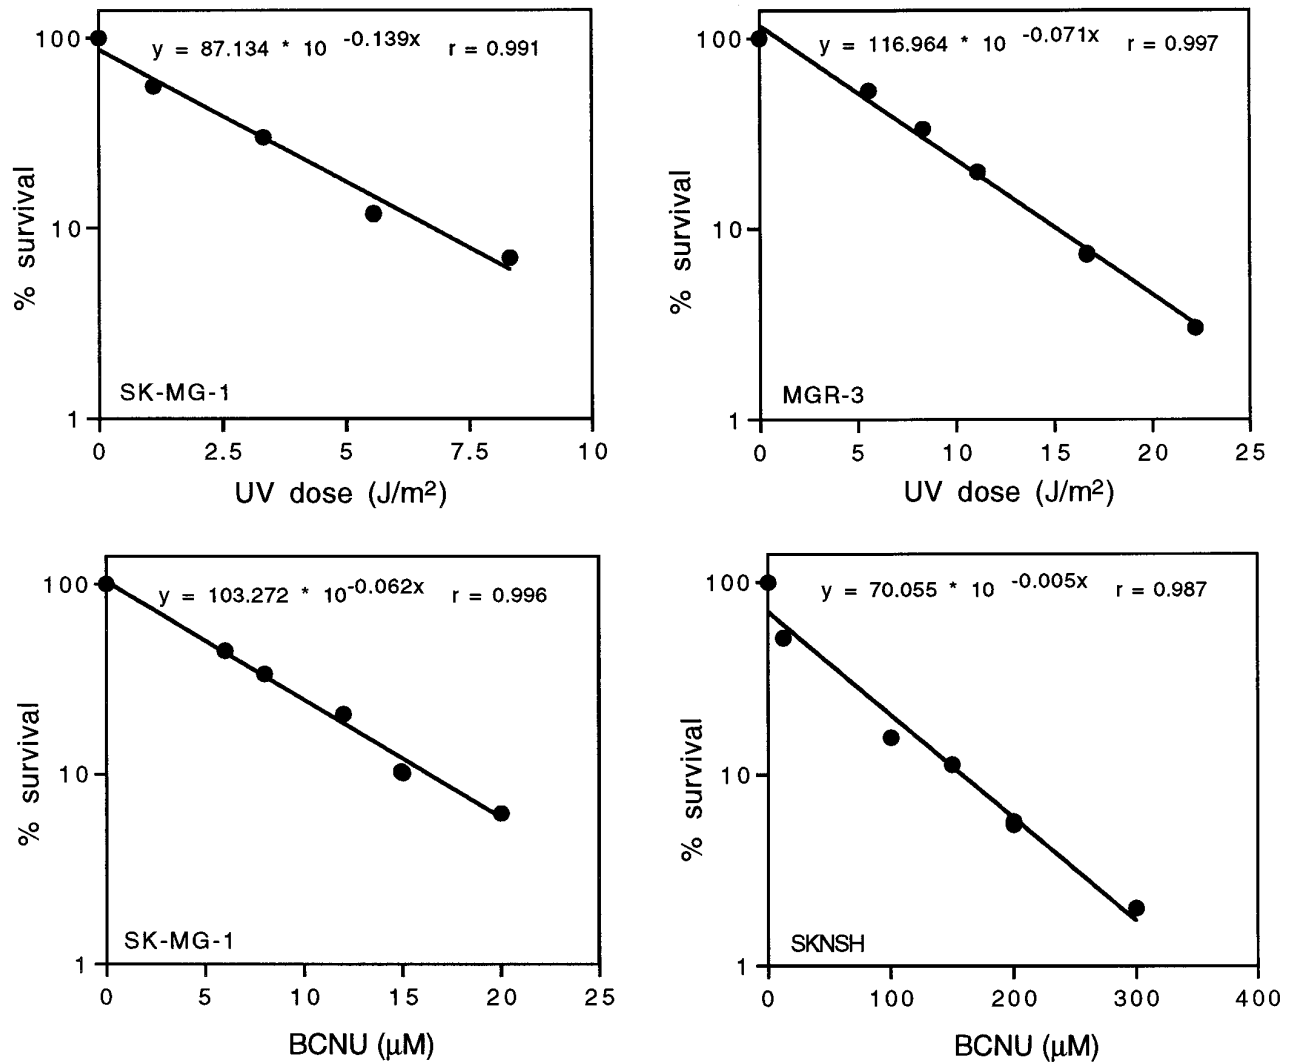 y = 87.134 * 10 -0.139x r = 0.991
100
10
1
% survival
SK-MG-1
0 2.5 5 7.5 10
UV dose (J/m2)
y = 116.964 * 10 -0.071x r = 0.997
100
10
1
% survival
MGR-3
0 5 10 15 20 25
UV dose (J/m2)
y = 103.272 * 10-0.062x r = 0.996
100
10
1
% survival
SK-MG-1
0 5 10 15 20 25
BCNU (μM)
y = 70.055 * 10 -0.005x r = 0.987
100
10
1
% survival
SKNSH
0 100 200 300 400
BCNU (μM)